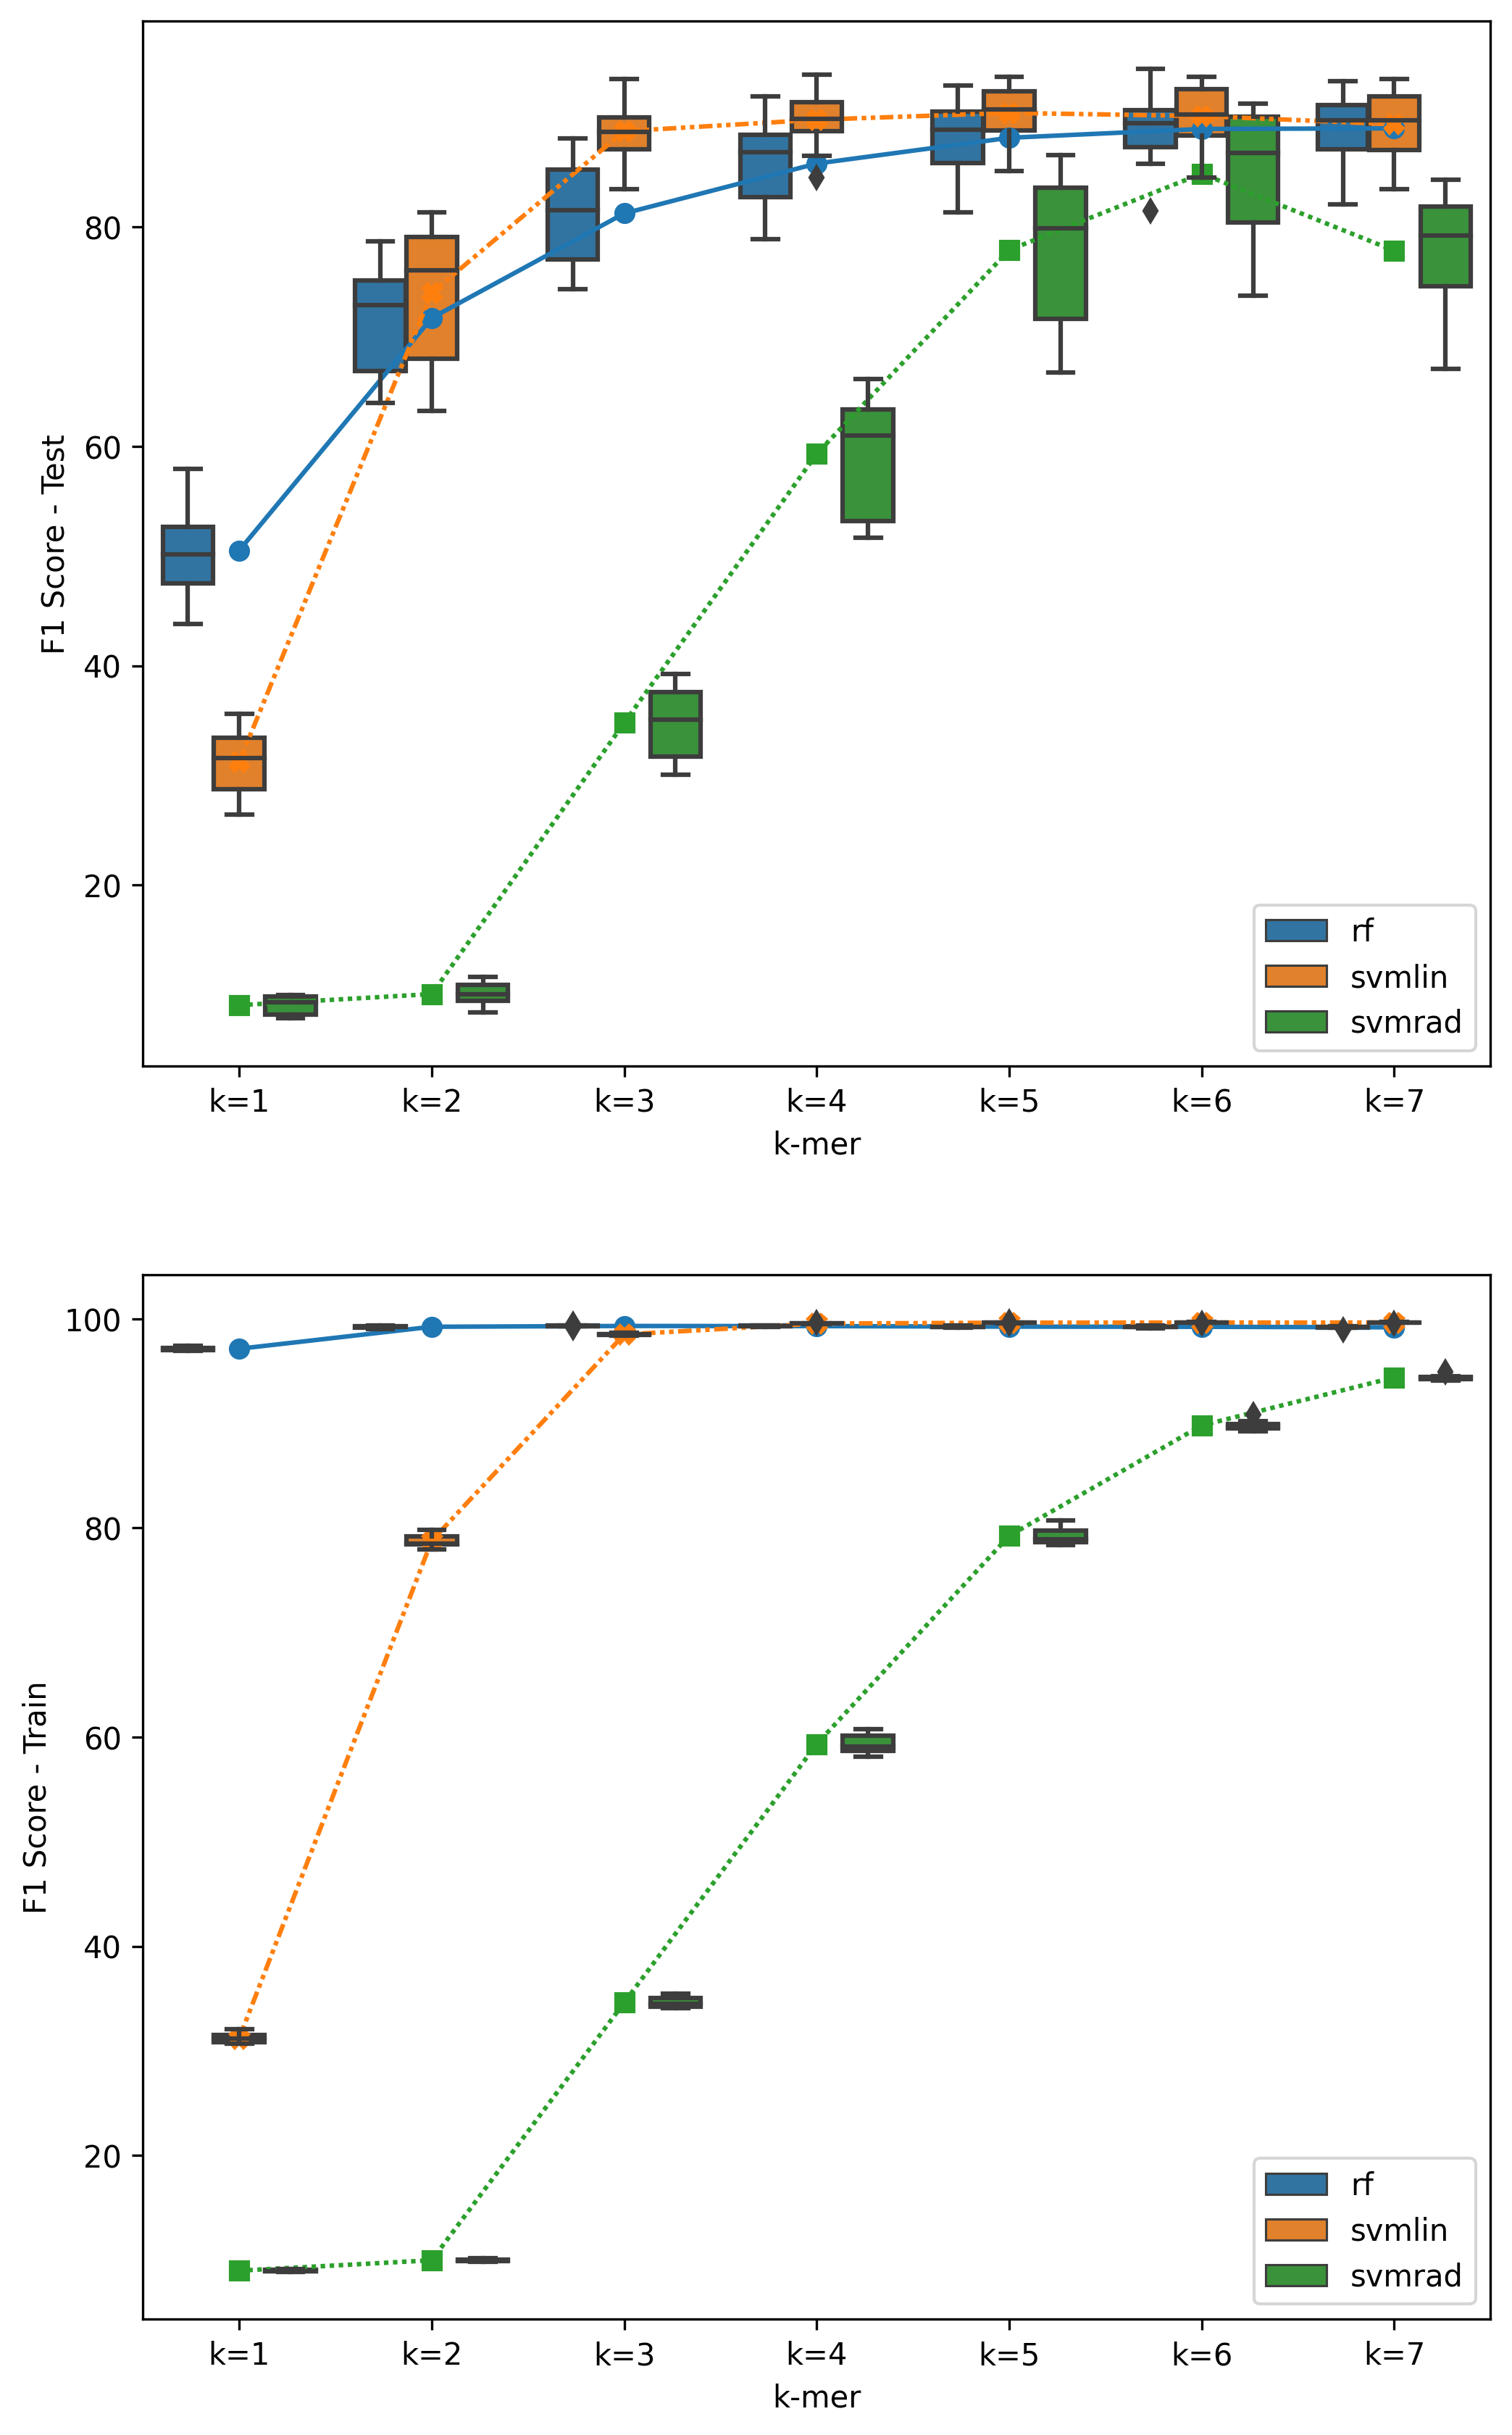 F1 Score - Test
80
60
40
20
rf
svmlin
svmrad
k=1 k=2 k=3 k=4 k=5 k=6 k=7
k-mer
F1 Score - Train
100
80
60
40
20
rf
svmlin
svmrad
k=1 k=2 k=3 k=4 k=5 k=6 k=7
k-mer